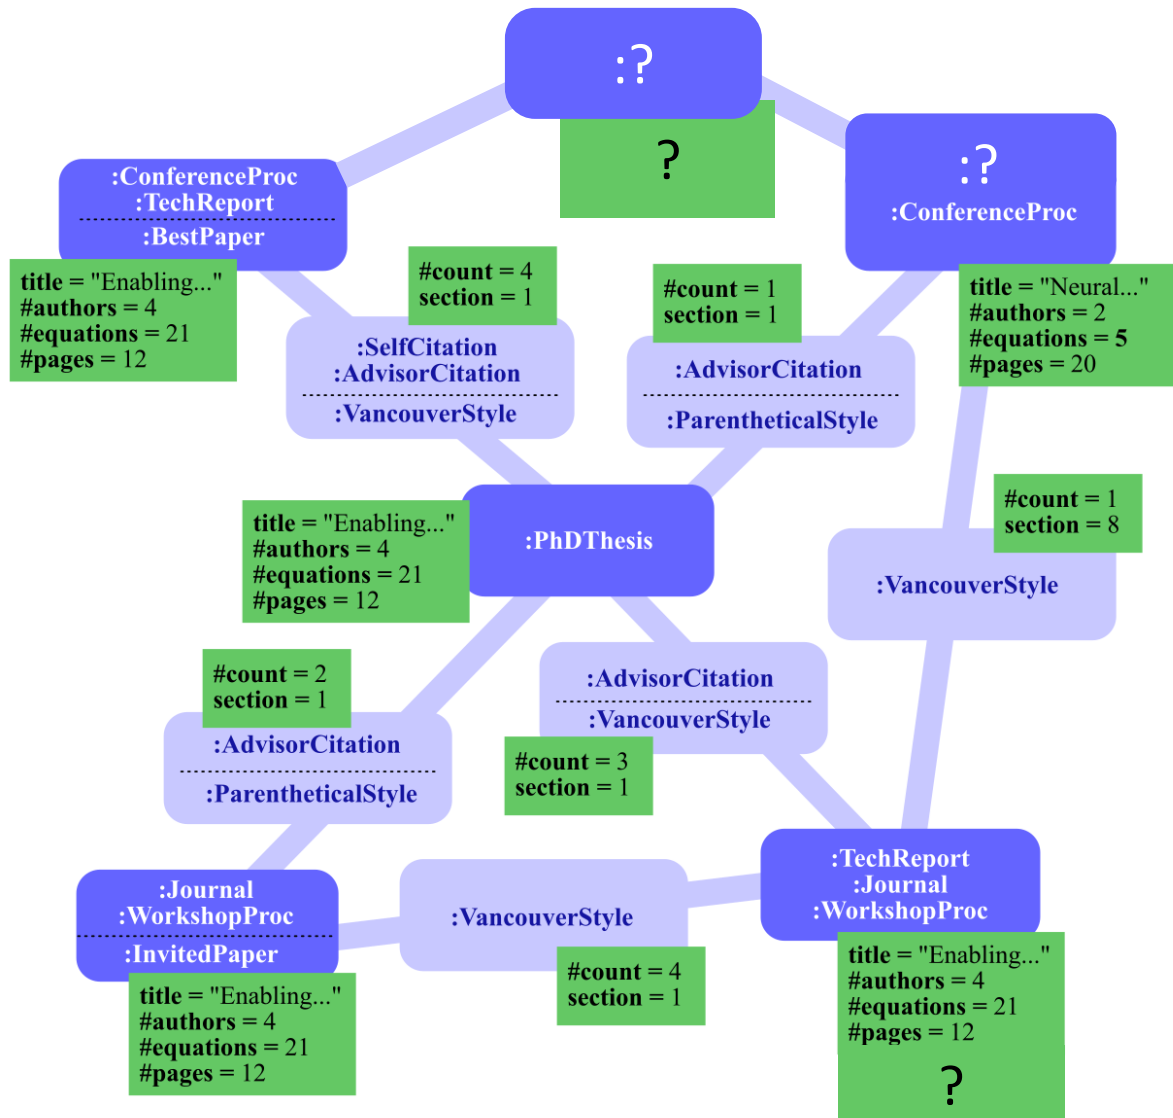 :?
?
:ConferenceProc
:TechReport
:BestPaper
:?
:ConferenceProc
title = "Enabling..."
#authors = 4
#equations = 21
#pages = 12
#count = 4
section = 1
#count = 1
section = 1
title = "Neural..."
#authors = 2
#equations = 5
#pages = 20
:SelfCitation
:AdvisorCitation
:VancouverStyle
:AdvisorCitation
:ParentheticalStyle
#count = 1
section = 8
title = "Enabling..."
#authors = 4
#equations = 21
#pages = 12
:PhDThesis
:VancouverStyle
#count = 2
section = 1
:AdvisorCitation
:ParentheticalStyle
:AdvisorCitation
:VancouverStyle
#count = 3
section = 1
:Journal
:WorkshopProc
:InvitedPaper
:VancouverStyle
:TechReport
:Journal
:WorkshopProc
title = "Enabling..."
#authors = 4
#equations = 21
#pages = 12
#count = 4
section = 1
title = "Enabling..."
#authors = 4
#equations = 21
#pages = 12
?